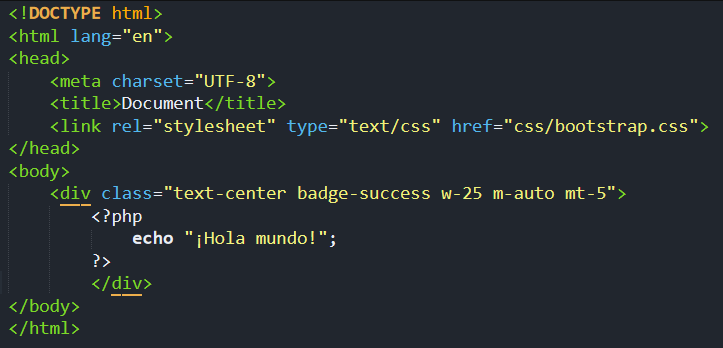 <!DOCTYPE html>
<html lang="en">
<head>
    <meta charset="UTF-8">
    <title>Document</title>
    <link rel="stylesheet" type="text/css" href="css/bootstrap.css">
</head>
<body>
    <div class="text-center badge-success w-25 m-auto mt-5">
        <?php
            echo "¡Hola mundo!";
        ?>
        </div>
</body>
</html>